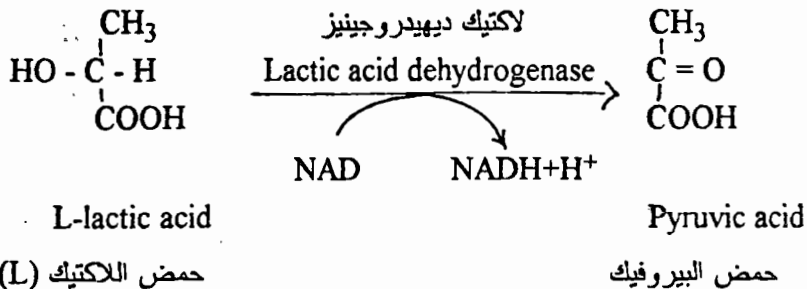 CH3 لاكتيك ديهيدروجينيز CH3
HO - C - H Lactic acid dehydrogenase C = O
COOH COOH
NAD NADH+H+
L-lactic acid Pyruvic acid
حمض اللاكتيك (L) حمض البيروفيك